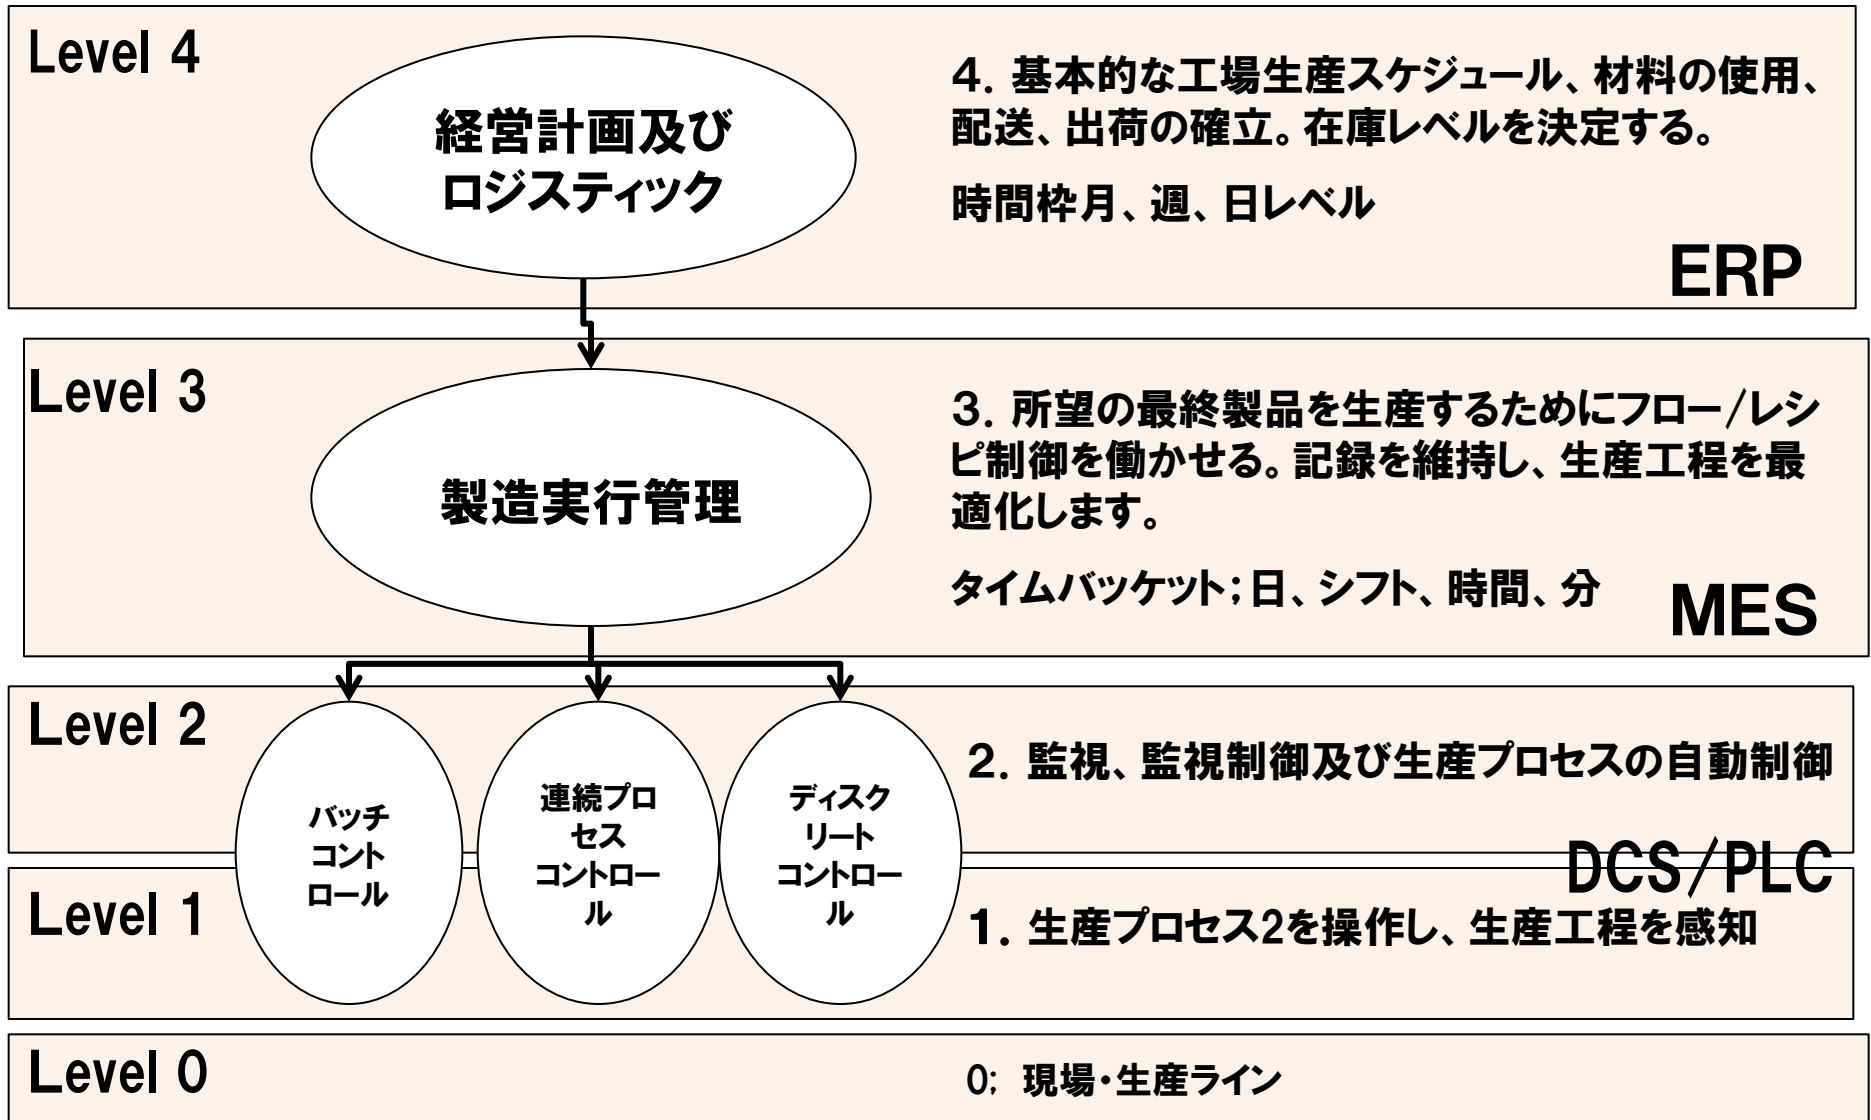 Level 4
経営計画及び
ロジスティック
４．基本的な工場生産スケジュール、材料の使用、
配送、出荷の確立。在庫レベルを決定する。
時間枠月、週、日レベル
ERP
Level 3
製造実行管理
３．所望の最終製品を生産するためにフロー/レシ
ピ制御を働かせる。記録を維持し、生産工程を最
適化します。
タイムバッケット；日、シフト、時間、分
MES
Level 2
バッチ
コント
ロール
連続プロ
セス
コントロー
ル
ディスク
リート
コントロー
ル
２．監視、監視制御及び生産プロセスの自動制御
DCS/PLC
Level 1
１．生産プロセス2を操作し、生産工程を感知
Level 0
0;　現場・生産ライン